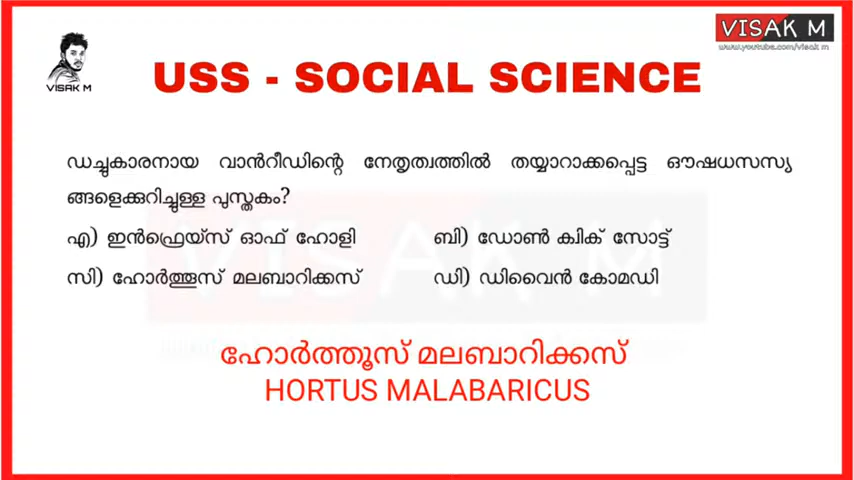 VISAK M
www.youtube.com/visak m
VISAK M
USS - SOCIAL SCIENCE
ഡച്ചുകാരനായ വാൻറീഡിന്റെ നേതൃത്വത്തിൽ തയ്യാറാക്കപ്പെട്ട ഔഷധസസ്യ
ങ്ങളെക്കുറിച്ചുള്ള പുസ്തകം?
എ) ഇൻഫ്രെയ്സ് ഓഫ് ഹോളി
ബി) ഡോൺ ക്വിക് സോട്ട്
സി) ഹോർത്തൂസ് മലബാറിക്കസ്
ഡി) ഡിവൈൻ കോമഡി
VISAK M
ഹോർത്തൂസ് മലബാറിക്കസ്
HORTUS MALABARICUS